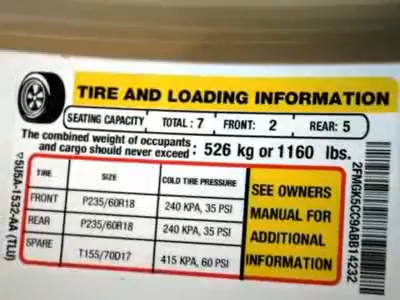 TIRE AND LOADING INFORMATION
SEATING CAPACITY TOTAL : 7 FRONT: 2 REAR: 5
The combined weight of occupants and cargo should never exceed : 526 kg or 1160 lbs.
TIRE SIZE COLD TIRE PRESSURE
FRONT P235/60R18 240 KPA, 35 PSI
REAR P235/60R18 240 KPA, 35 PSI
SPARE T155/70D17 415 KPA, 60 PSI
SEE OWNERS
MANUAL FOR
ADDITIONAL
INFORMATION
5U5A-1532-AA (TLU)
2FMGK5CC9ABB14232